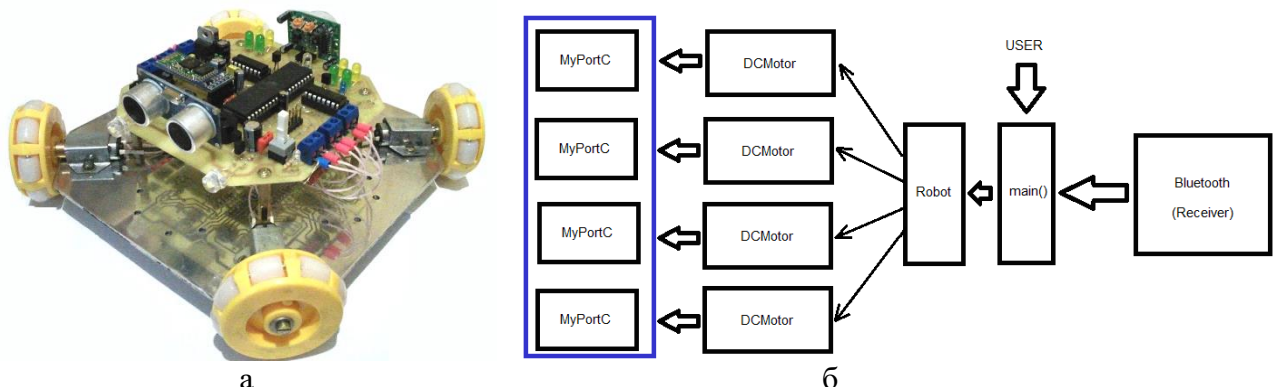 MyPortC
DCMotor
MyPortC
DCMotor
MyPortC
DCMotor
MyPortC
DCMotor
Robot
USER
main()
Bluetooth
(Receiver)
а
б